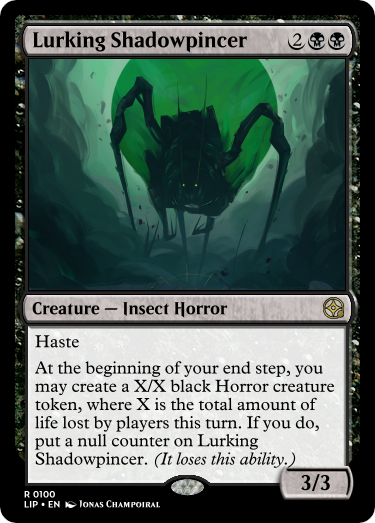 Lurking Shadowpincer 2
Creature — Insect Horror
Haste
At the beginning of your end step, you
may create a X/X black Horror creature
token, where X is the total amount of
life lost by players this turn. If you do,
put a null counter on Lurking
Shadowpincer. (It loses this ability.)
3/3
R 0100
LIP • EN Jonas Champoiral